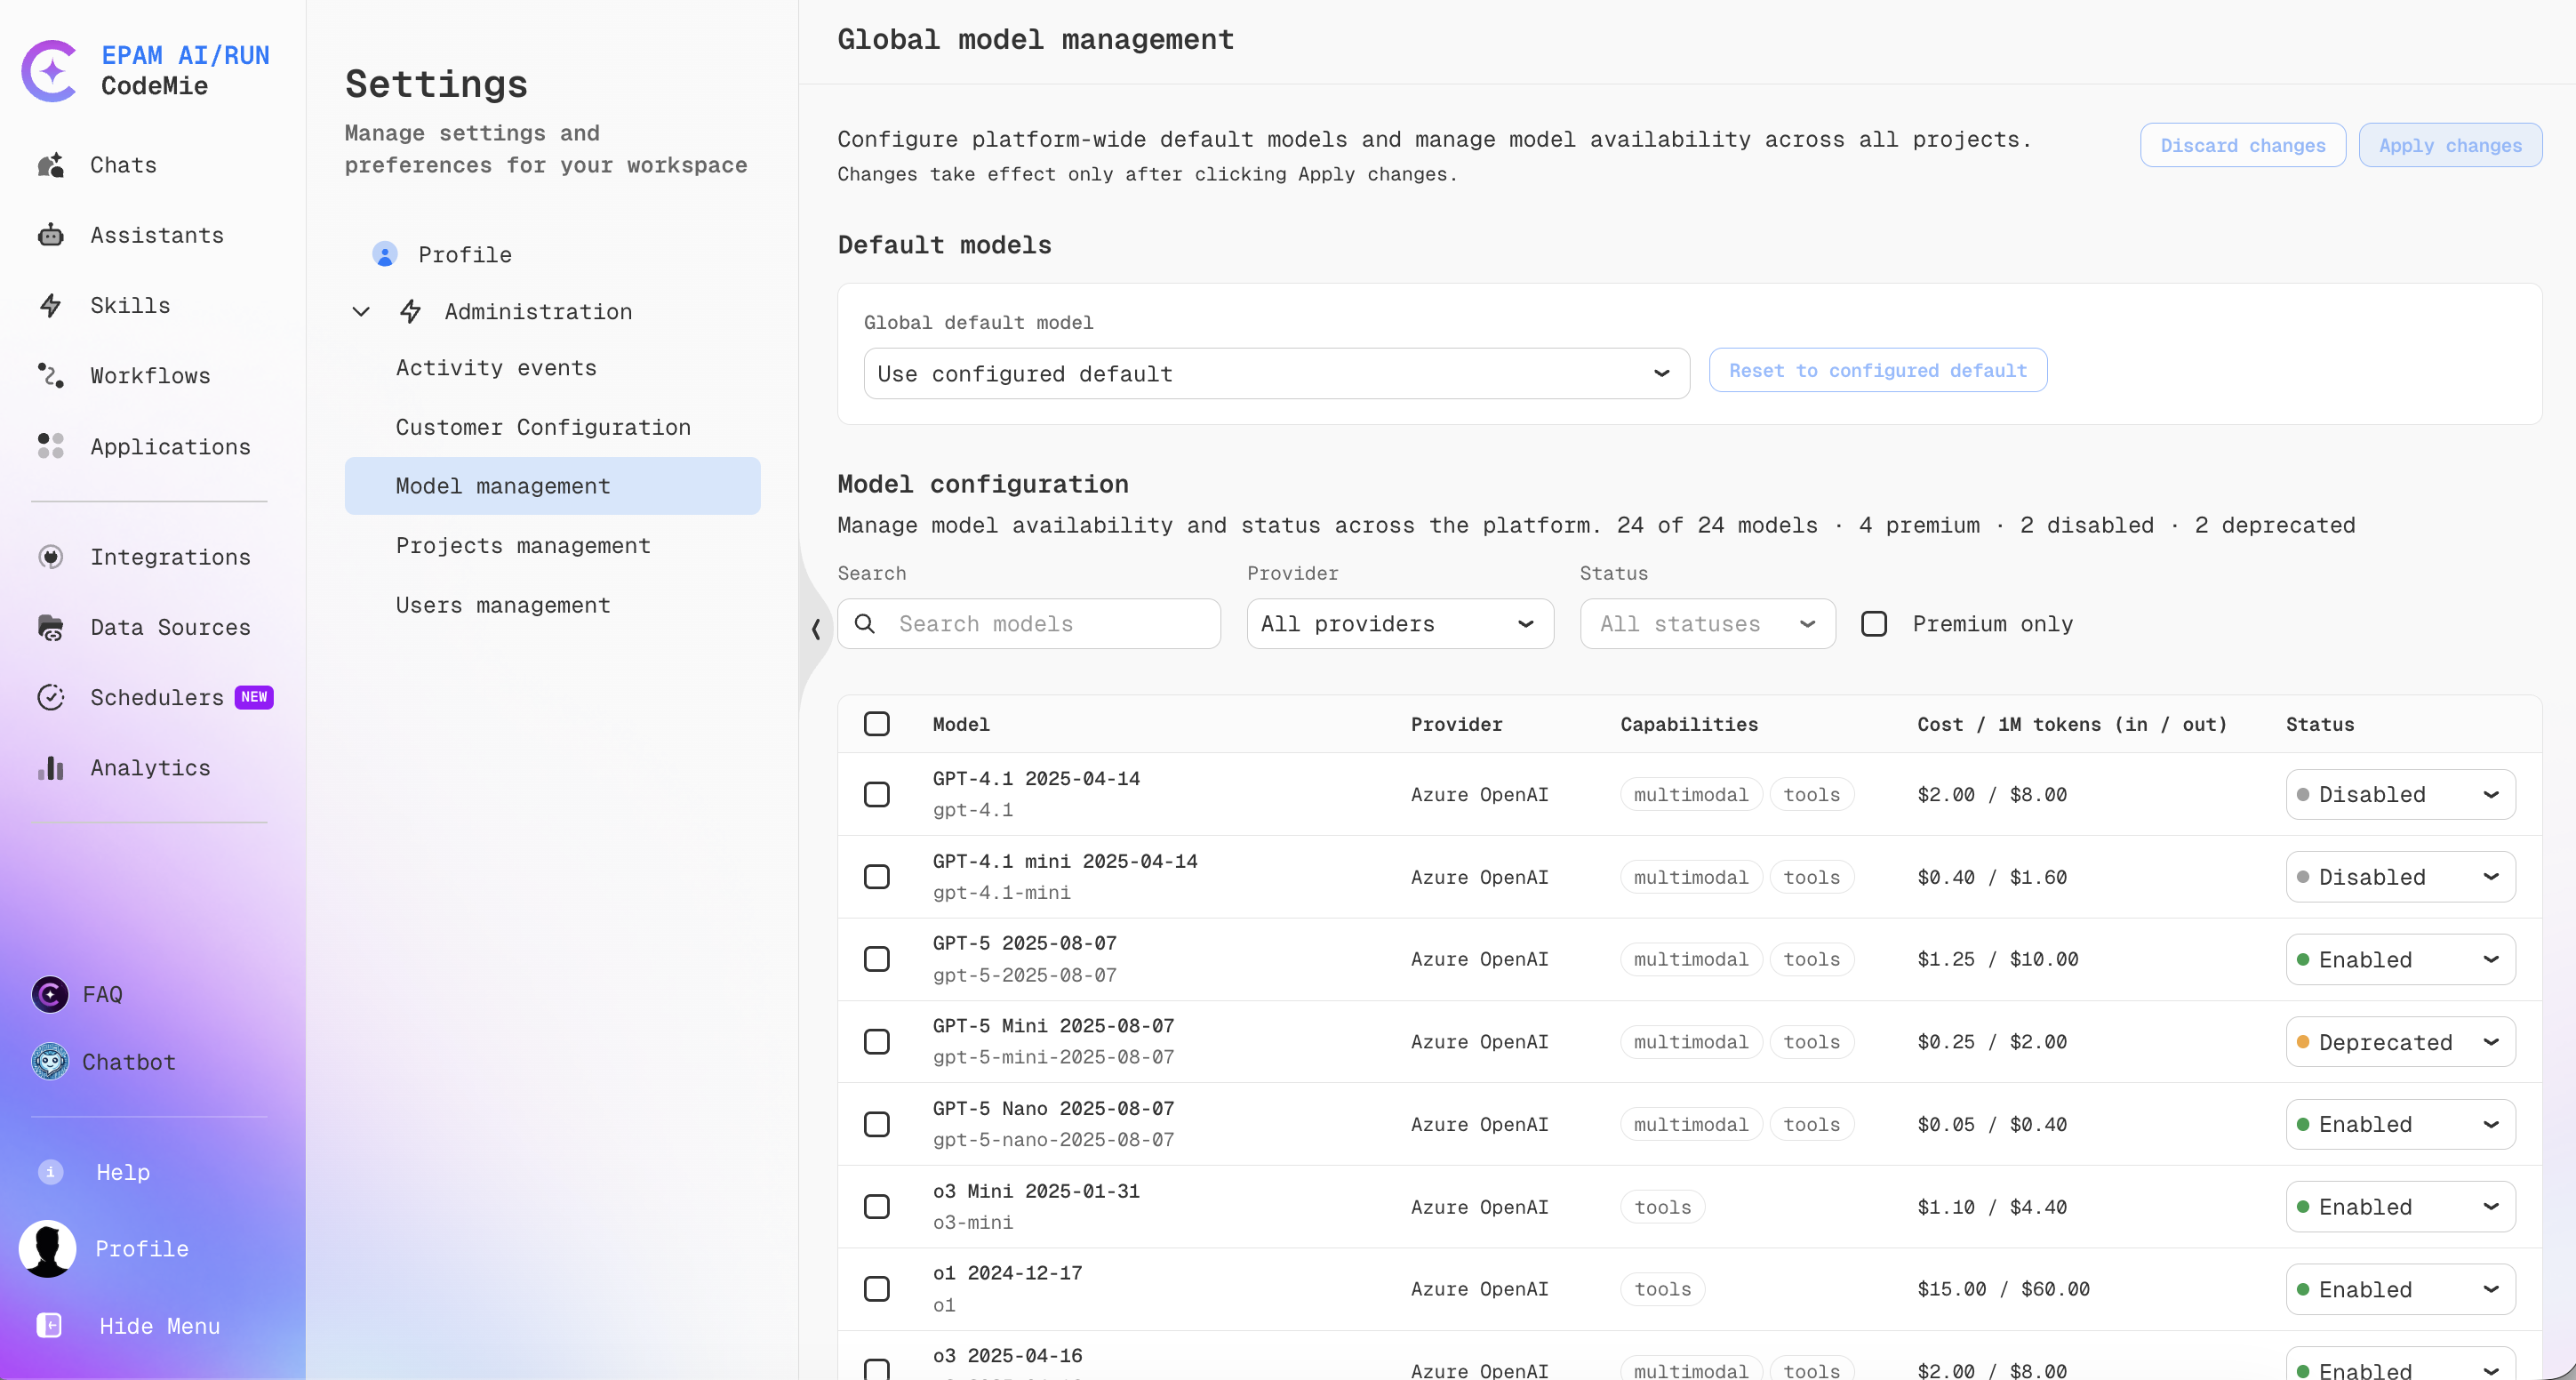 EPAM AI/RUN
CodeMie
Chats
Assistants
Skills
Workflows
Applications
Integrations
Data Sources
Schedulers NEW
Analytics
FAQ
Chatbot
Help
Profile
Hide Menu
Settings
Manage settings and
preferences for your workspace
Profile
Administration
Activity events
Customer Configuration
Model management
Projects management
Users management
Global model management
Configure platform-wide default models and manage model availability across all projects.
Changes take effect only after clicking Apply changes.
Discard changes
Apply changes
Default models
Global default model
Use configured default
Reset to configured default
Model configuration
Manage model availability and status across the platform. 24 of 24 models · 4 premium · 2 disabled · 2 deprecated
Search Provider Status
Search models All providers All statuses Premium only
Model Provider Capabilities Cost / 1M tokens (in / out) Status
GPT-4.1 2025-04-14
gpt-4.1
Azure OpenAI multimodal tools $2.00 / $8.00 Disabled
GPT-4.1 mini 2025-04-14
gpt-4.1-mini
Azure OpenAI multimodal tools $0.40 / $1.60 Disabled
GPT-5 2025-08-07
gpt-5-2025-08-07
Azure OpenAI multimodal tools $1.25 / $10.00 Enabled
GPT-5 Mini 2025-08-07
gpt-5-mini-2025-08-07
Azure OpenAI multimodal tools $0.25 / $2.00 Deprecated
GPT-5 Nano 2025-08-07
gpt-5-nano-2025-08-07
Azure OpenAI multimodal tools $0.05 / $0.40 Enabled
o3 Mini 2025-01-31
o3-mini
Azure OpenAI tools $1.10 / $4.40 Enabled
o1 2024-12-17
o1
Azure OpenAI tools $15.00 / $60.00 Enabled
o3 2025-04-16
Azure OpenAI multimodal tools $2.00 / $8.00 Enabled